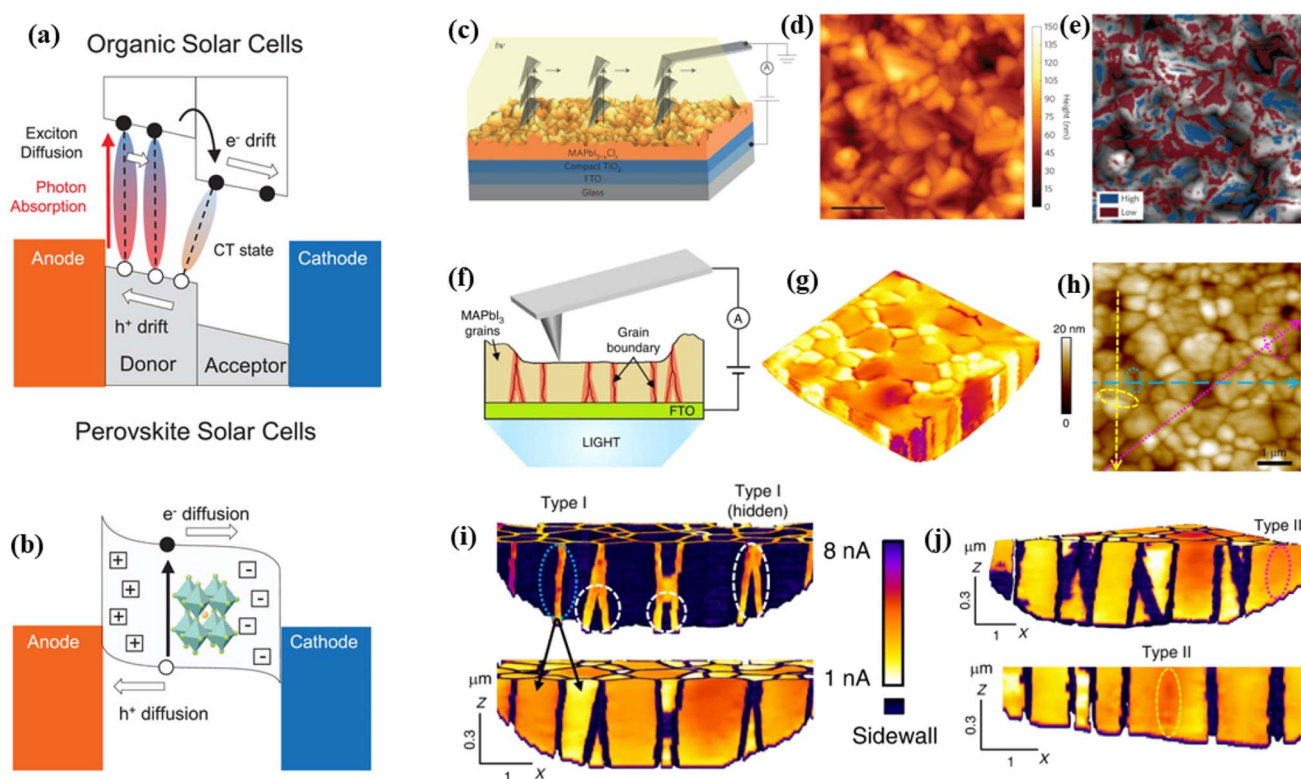 (a)
Organic Solar Cells
Exciton
Diffusion
Photon
Absorption
e⁻ drift
CT state
Anode
Cathode
h⁺ drift
Donor
Acceptor
Perovskite Solar Cells
(b)
e⁻ diffusion
Anode
Cathode
h⁺ diffusion
(c)
hν
A
MAPbI₃₋ₓClₓ
Compact TiO₂
FTO
Glass
(d)
150
135
120
105
90
75
60
45
30
15
0
Height (nm)
(e)
High
Low
(f)
MAPbI₃
grains
Grain
boundary
A
FTO
LIGHT
(g)
(h)
20 nm
0
1 μm
(i)
Type I
Type I
(hidden)
8 nA
1 nA
Sidewall
μm
Z
0.3
1
X
(j)
Type II
μm
Z
0.3
1
X
Type II
μm
Z
0.3
1
X